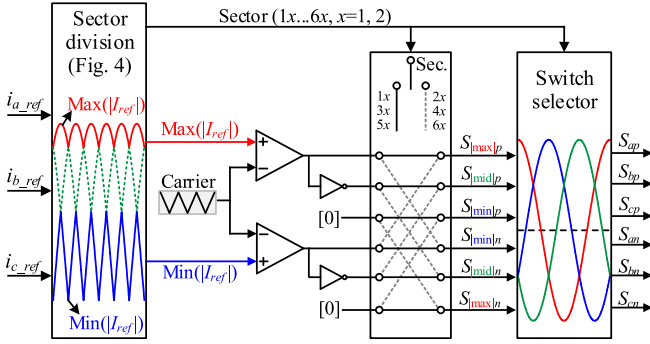 Sector
division
(Fig. 4)
Sector (1x...6x, x=1, 2)
i_a_ref
i_b_ref
i_c_ref
Max(|I_ref|)
Min(|I_ref|)
Max(|I_ref|)
Carrier
Min(|I_ref|)
+
−
−
+
[0]
[0]
Sec.
1x
3x
5x
2x
4x
6x
S_|max|p
S_|mid|p
S_|min|p
S_|min|n
S_|mid|n
S_|max|n
Switch
selector
S_ap
S_bp
S_cp
S_an
S_bn
S_cn